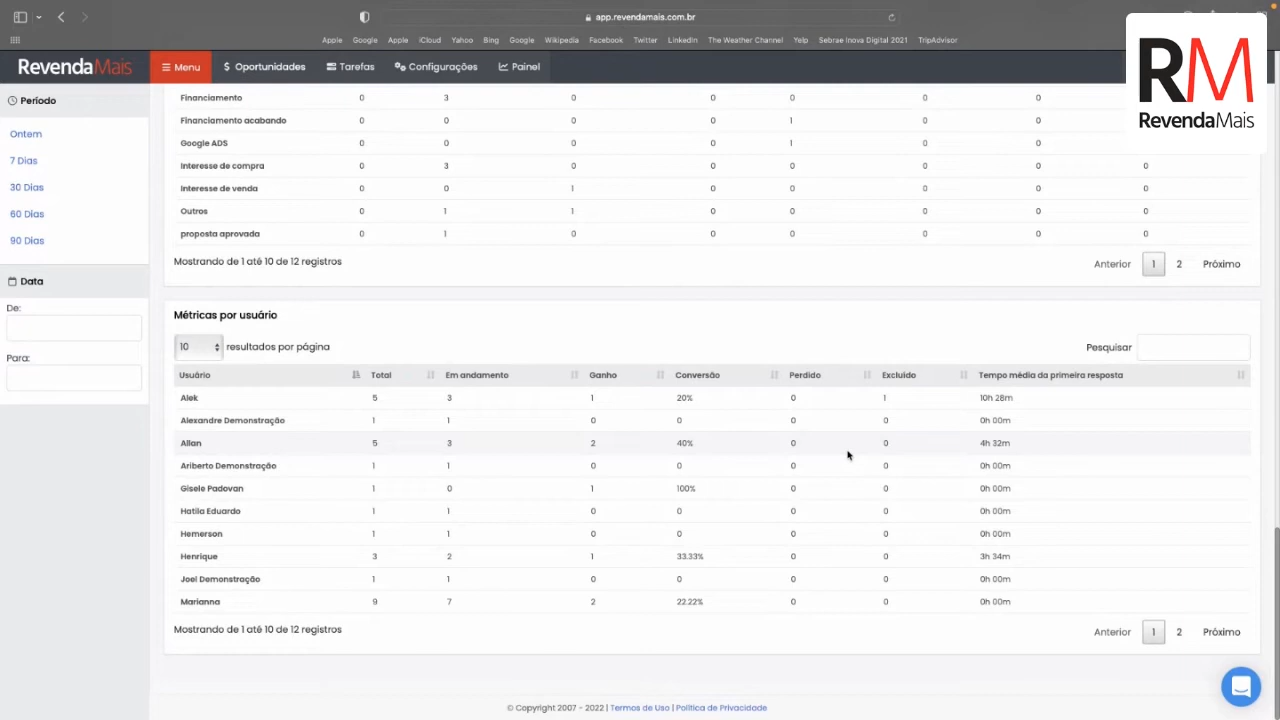 app.revendamais.com.br
Apple Google Apple iCloud Yahoo Bing Google Wikipedia Facebook Twitter LinkedIn The Weather Channel Yelp Sebrae Inova Digital 2021 TripAdvisor
RevendaMais Menu $ Oportunidades Tarefas Configurações Painel
RM
RevendaMais
Período
Ontem
7 Dias
30 Dias
60 Dias
90 Dias
Data
De:
Para:
Financiamento 0 3 0 0 0 0 0
Financiamento acabando 0 0 0 0 1 0 0
Google ADS 0 0 0 0 1 0 0
Interesse de compra 0 3 0 0 0 0 0 0
Interesse de venda 0 0 1 0 0 0 0 0
Outros 0 1 1 0 0 0 0 0
proposta aprovada 0 1 0 0 0 0 0 0
Mostrando de 1 até 10 de 12 registros
Anterior 1 2 Próximo
Métricas por usuário
10 resultados por página
Pesquisar
Usuário Total Em andamento Ganho Conversão Perdido Excluído Tempo média da primeira resposta
Alek 5 3 1 20% 0 1 10h 28m
Alexandre Demonstração 1 1 0 0 0 0 0h 00m
Allan 5 3 2 40% 0 0 4h 32m
Ariberto Demonstração 1 1 0 0 0 0 0h 00m
Gisele Padovan 1 0 1 100% 0 0 0h 00m
Hatila Eduardo 1 1 0 0 0 0 0h 00m
Hemerson 1 1 0 0 0 0 0h 00m
Henrique 3 2 1 33.33% 0 0 3h 34m
Joel Demonstração 1 1 0 0 0 0 0h 00m
Marianna 9 7 2 22.22% 0 0 0h 00m
Mostrando de 1 até 10 de 12 registros
Anterior 1 2 Próximo
© Copyright 2007 - 2022 | Termos de Uso | Política de Privacidade